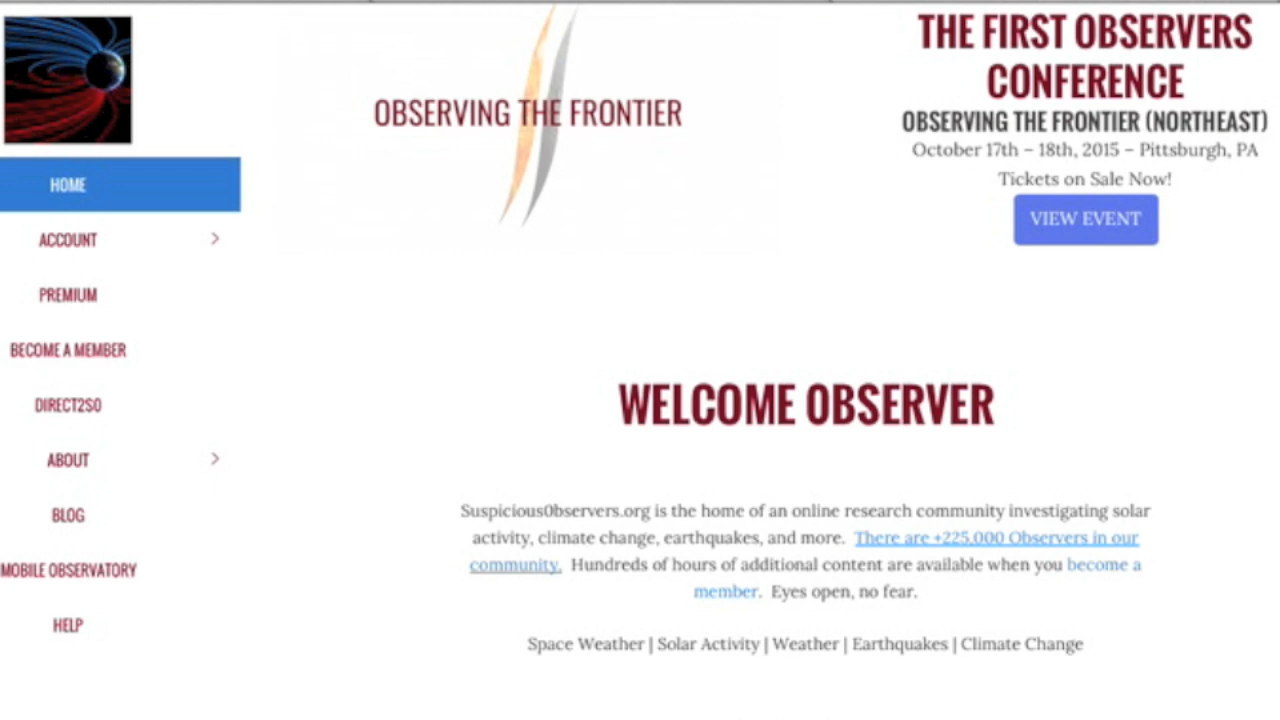 THE FIRST OBSERVERS
CONFERENCE
OBSERVING THE FRONTIER
OBSERVING THE FRONTIER (NORTHEAST)
October 17th – 18th, 2015 – Pittsburgh, PA
Tickets on Sale Now!
VIEW EVENT
HOME
ACCOUNT
PREMIUM
BECOME A MEMBER
DIRECT2SO
ABOUT
BLOG
MOBILE OBSERVATORY
HELP
WELCOME OBSERVER
Suspicious0bservers.org is the home of an online research community investigating solar
activity, climate change, earthquakes, and more. There are +225,000 Observers in our
community. Hundreds of hours of additional content are available when you become a
member. Eyes open, no fear.
Space Weather | Solar Activity | Weather | Earthquakes | Climate Change